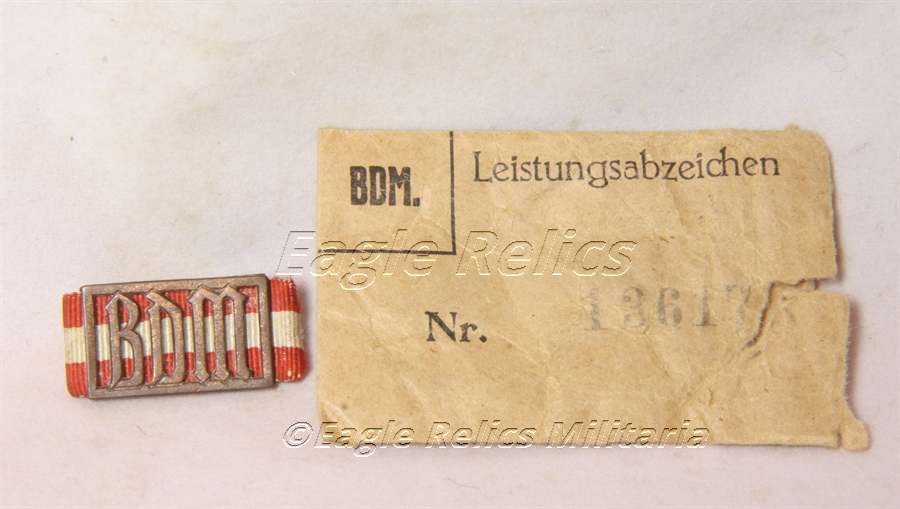 BDM
BDM.
Leistungsabzeichen
Eagle Relics
Nr.
©Eagle Relics Militaria